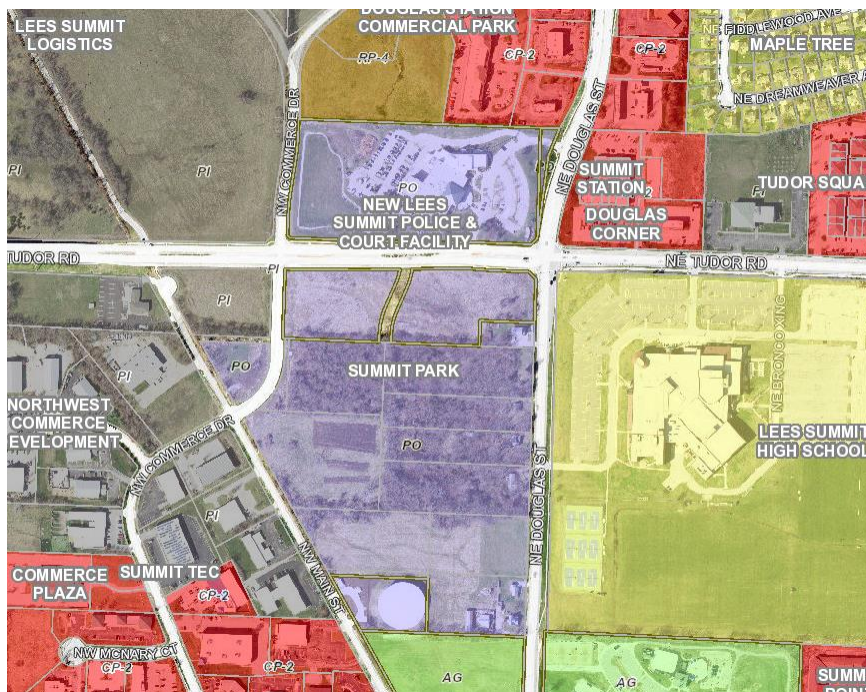 LEES SUMMIT
LOGISTICS
DOUGLAS STATION
COMMERCIAL PARK
RP-4
CP-2
CP-2
NE FIDDLEWOOD AVE
MAPLE TREE
NE DREAMWEAVER
PI
PI
NW COMMERCE DR
PO
NEW LEES
SUMMIT POLICE &
COURT FACILITY
NE DOUGLAS ST
SUMMIT
STATION
DOUGLAS
CORNER
PI
TUDOR SQUA
TUDOR RD
NE TUDOR RD
PI
PI
PI
PO
SUMMIT PARK
NE BRONCO XING
NORTHWEST
COMMERCE
EVELOPMENT
NW COMMERCE DR
PO
LEES SUMMIT
HIGH SCHOOL
NE DOUGLAS ST
PI
NW MAIN ST
COMMERCE
PLAZA
SUMMIT TEC
CP-2
NW MCNARY CT
CP-2
CP-2
AG
AG
SUMM